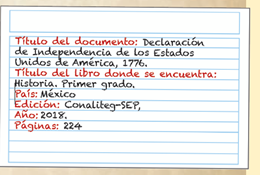 Título del documento: Declaración
de Independencia de los Estados
Unidos de América, 1776.
Título del libro donde se encuentra:
Historia. Primer grado.
País: México
Edición: Conaliteg-SEP,
Año: 2018.
Páginas: 224